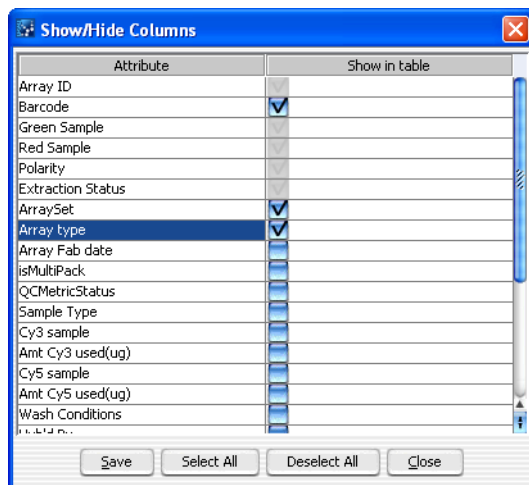 Show/Hide Columns
Attribute Show in table
Array ID
Barcode
Green Sample
Red Sample
Polarity
Extraction Status
ArraySet
Array type
Array Fab date
isMultiPack
QCMetricStatus
Sample Type
Cy3 sample
Amt Cy3 used(ug)
Cy5 sample
Amt Cy5 used(ug)
Wash Conditions
Save Select All Deselect All Close